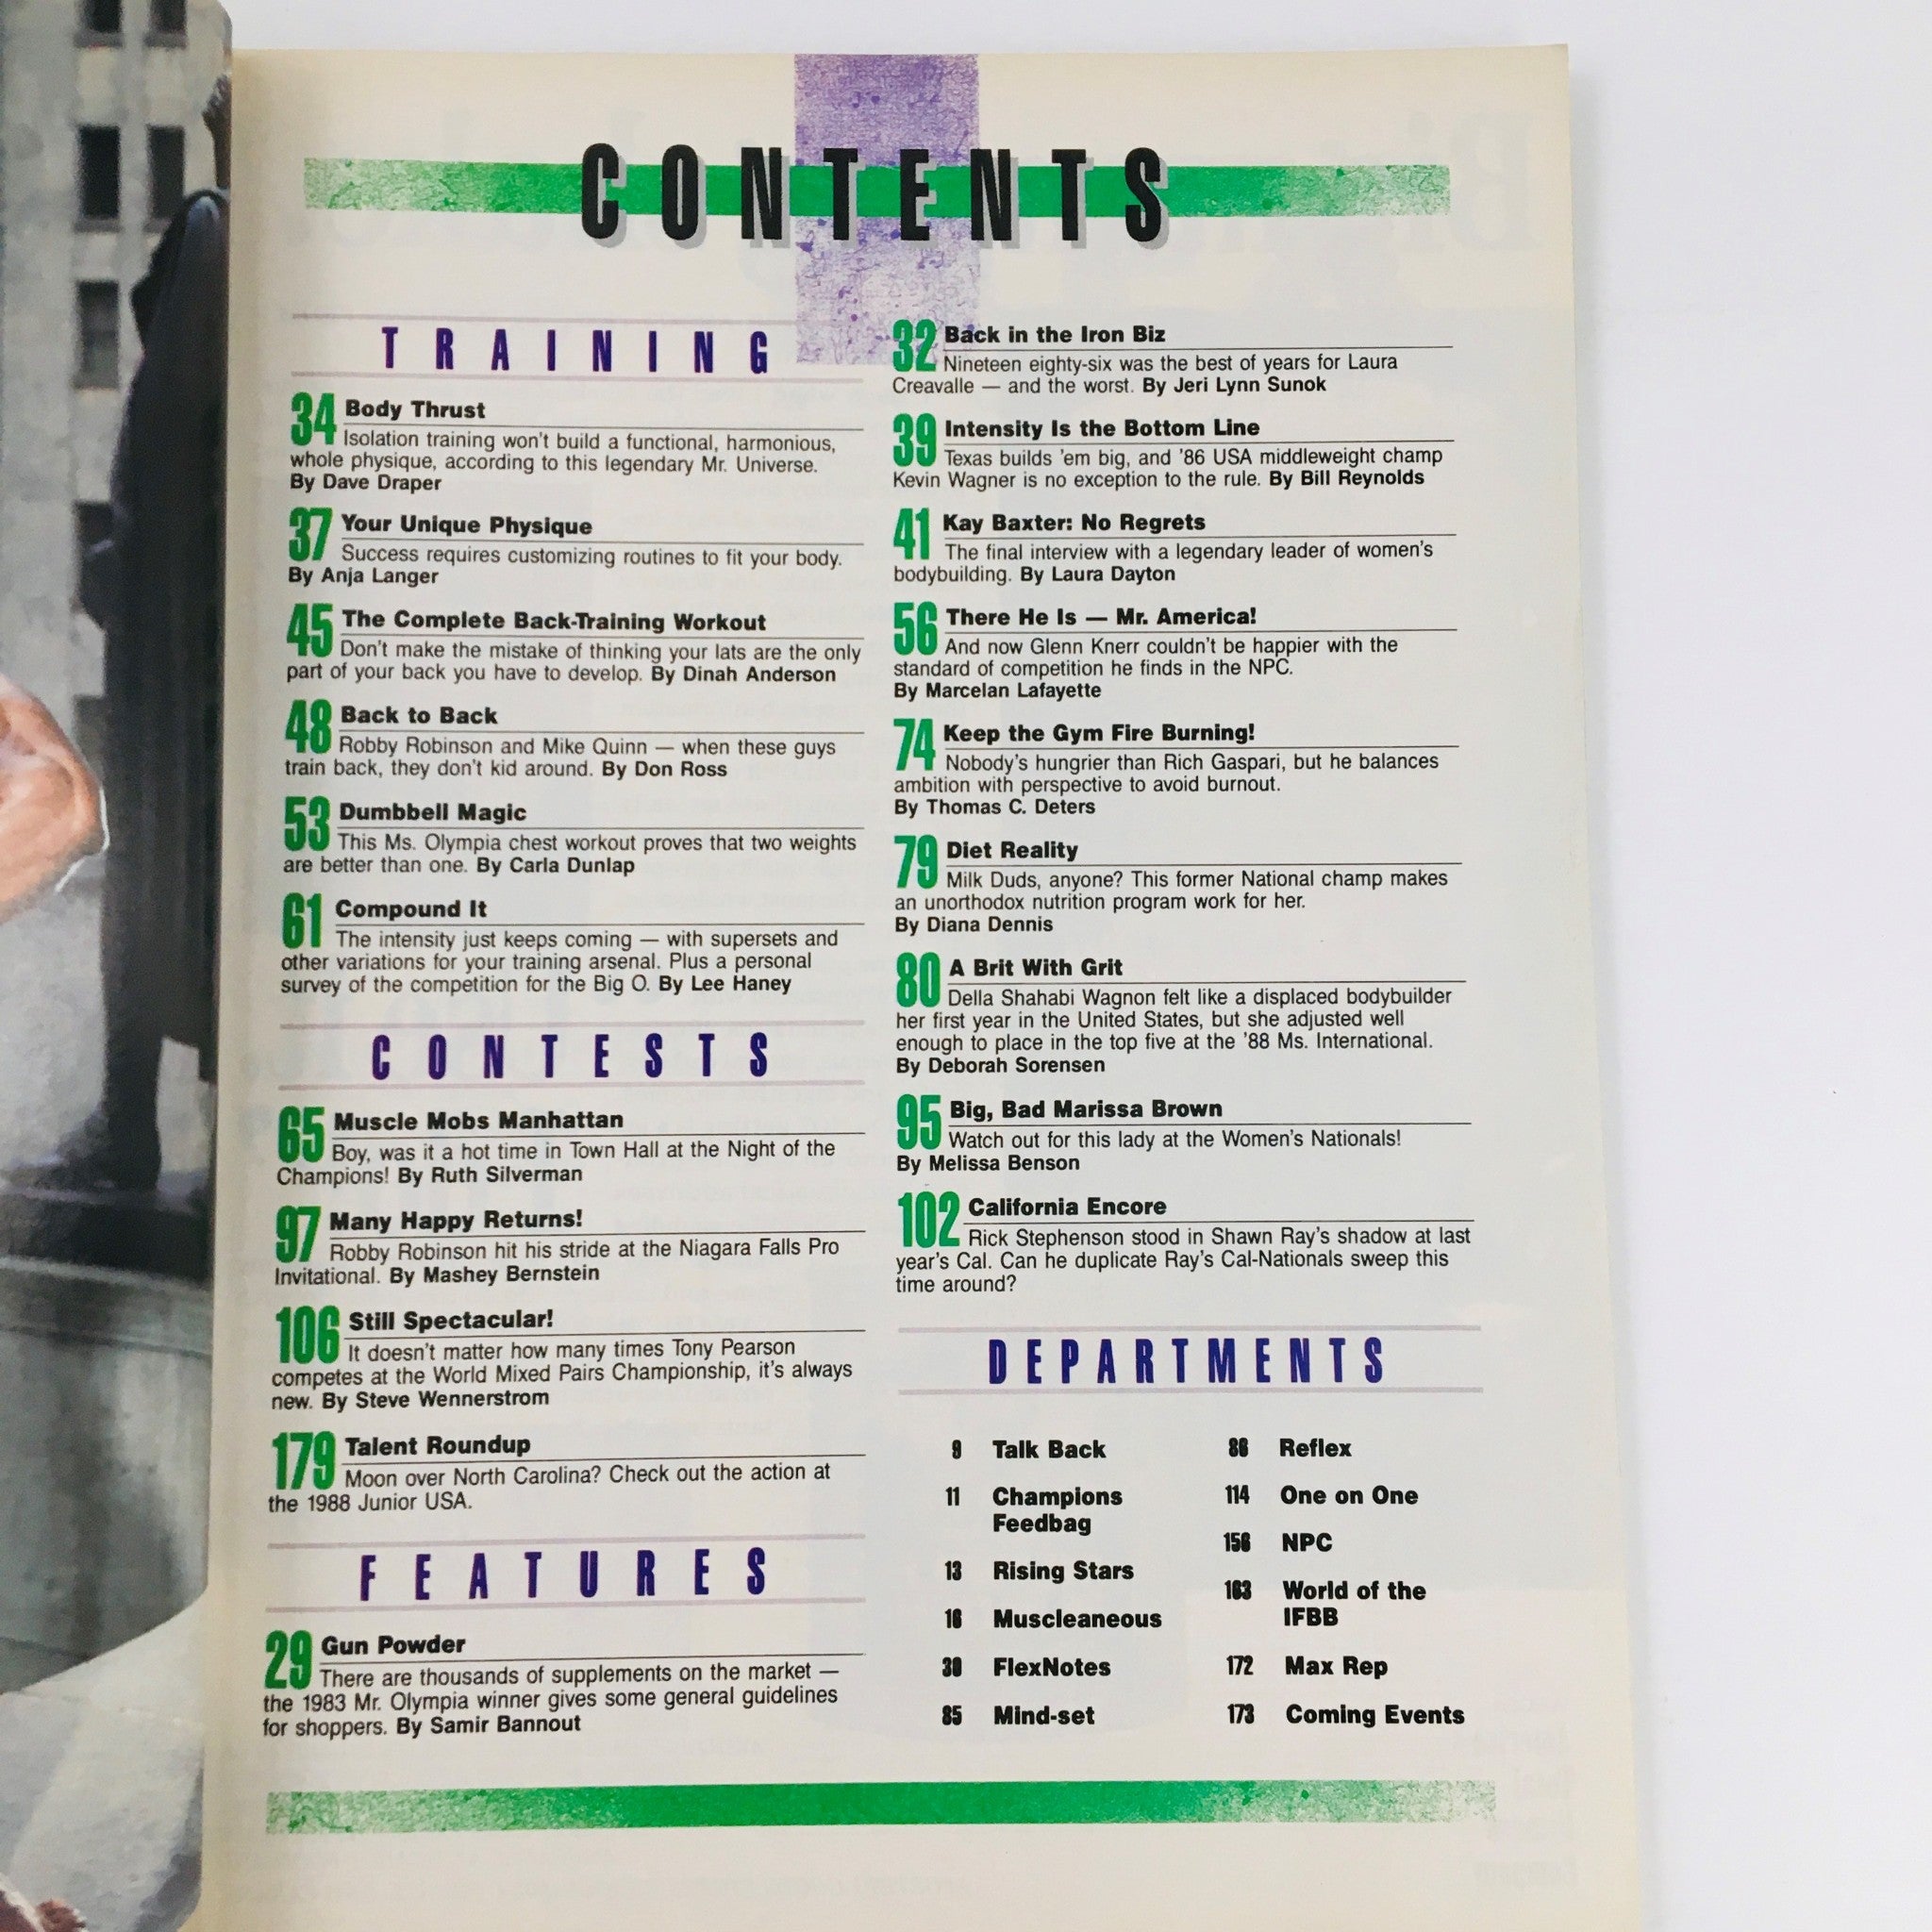 CONTENTS
TRAINING
34 Body Thrust
Isolation training won't build a functional, harmonious,
whole physique, according to this legendary Mr. Universe.
By Dave Draper
37 Your Unique Physique
Success requires customizing routines to fit your body.
By Anja Langer
45 The Complete Back-Training Workout
Don't make the mistake of thinking your lats are the only
part of your back you have to develop. By Dinah Anderson
48 Back to Back
Robby Robinson and Mike Quinn — when these guys
train back, they don't kid around. By Don Ross
53 Dumbbell Magic
This Ms. Olympia chest workout proves that two weights
are better than one. By Carla Dunlap
61 Compound It
The intensity just keeps coming — with supersets and
other variations for your training arsenal. Plus a personal
survey of the competition for the Big O. By Lee Haney
CONTESTS
65 Muscle Mobs Manhattan
Boy, was it a hot time in Town Hall at the Night of the
Champions! By Ruth Silverman
97 Many Happy Returns!
Robby Robinson hit his stride at the Niagara Falls Pro
Invitational. By Mashey Bernstein
106 Still Spectacular!
It doesn't matter how many times Tony Pearson
competes at the World Mixed Pairs Championship, it's always
new. By Steve Wennerstrom
179 Talent Roundup
Moon over North Carolina? Check out the action at
the 1988 Junior USA.
FEATURES
29 Gun Powder
There are thousands of supplements on the market —
the 1983 Mr. Olympia winner gives some general guidelines
for shoppers. By Samir Bannout
32 Back in the Iron Biz
Nineteen eighty-six was the best of years for Laura
Creavalle — and the worst. By Jeri Lynn Sunok
39 Intensity Is the Bottom Line
Texas builds 'em big, and '86 USA middleweight champ
Kevin Wagner is no exception to the rule. By Bill Reynolds
41 Kay Baxter: No Regrets
The final interview with a legendary leader of women's
bodybuilding. By Laura Dayton
56 There He Is — Mr. America!
And now Glenn Knerr couldn't be happier with the
standard of competition he finds in the NPC.
By Marcelan Lafayette
74 Keep the Gym Fire Burning!
Nobody's hungrier than Rich Gaspari, but he balances
ambition with perspective to avoid burnout.
By Thomas C. Deters
79 Diet Reality
Milk Duds, anyone? This former National champ makes
an unorthodox nutrition program work for her.
By Diana Dennis
80 A Brit With Grit
Della Shahabi Wagnon felt like a displaced bodybuilder
her first year in the United States, but she adjusted well
enough to place in the top five at the '88 Ms. International.
By Deborah Sorensen
95 Big, Bad Marissa Brown
Watch out for this lady at the Women's Nationals!
By Melissa Benson
102 California Encore
Rick Stephenson stood in Shawn Ray's shadow at last
year's Cal. Can he duplicate Ray's Cal-Nationals sweep this
time around?
DEPARTMENTS
9 Talk Back
11 Champions
Feedbag
13 Rising Stars
16 Muscleaneous
30 FlexNotes
85 Mind-set
86 Reflex
114 One on One
156 NPC
163 World of the
IFBB
172 Max Rep
173 Coming Events